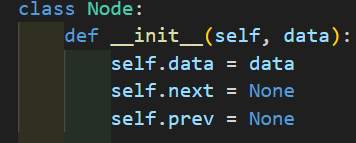 class Node:
    def __init__(self, data):
        self.data = data
        self.next = None
        self.prev = None